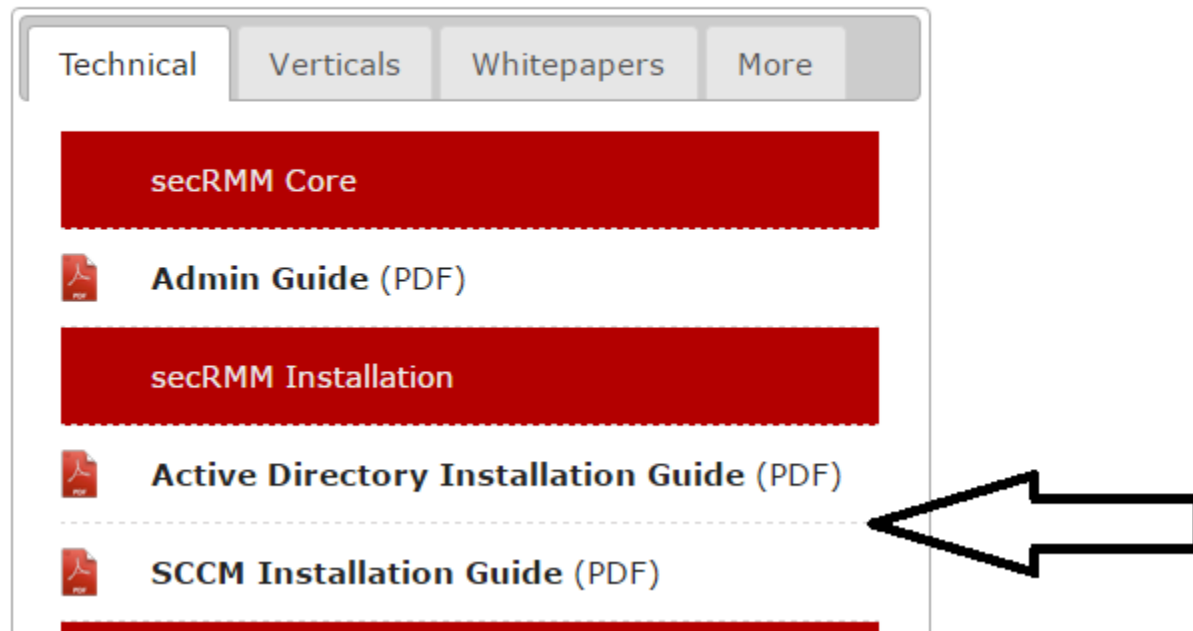 Technical Verticals Whitepapers More
secRMM Core
Admin Guide (PDF)
secRMM Installation
Active Directory Installation Guide (PDF)
SCCM Installation Guide (PDF)